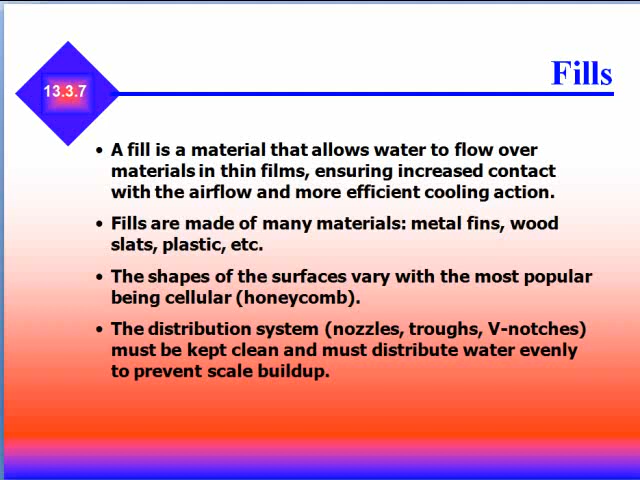 13.3.7
Fills
• A fill is a material that allows water to flow over
materials in thin films, ensuring increased contact
with the airflow and more efficient cooling action.
• Fills are made of many materials: metal fins, wood
slats, plastic, etc.
• The shapes of the surfaces vary with the most popular
being cellular (honeycomb).
• The distribution system (nozzles, troughs, V-notches)
must be kept clean and must distribute water evenly
to prevent scale buildup.